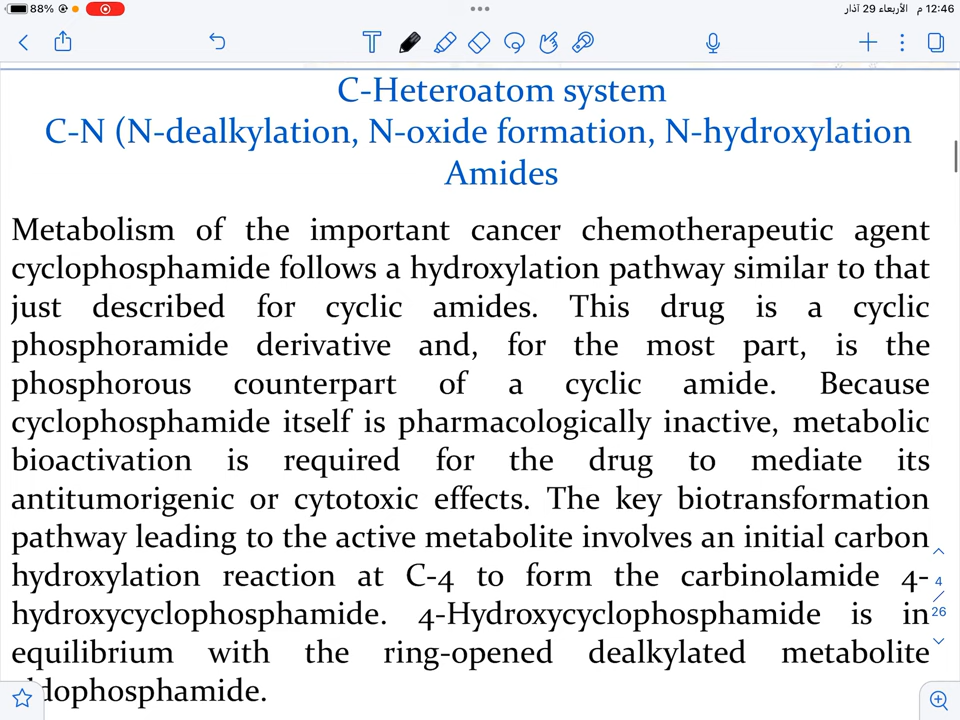 88%
12:46 م الأربعاء 29 آذار
C-Heteroatom system
C-N (N-dealkylation, N-oxide formation, N-hydroxylation
Amides
Metabolism of the important cancer chemotherapeutic agent
cyclophosphamide follows a hydroxylation pathway similar to that
just described for cyclic amides. This drug is a cyclic
phosphoramide derivative and, for the most part, is the
phosphorous counterpart of a cyclic amide. Because
cyclophosphamide itself is pharmacologically inactive, metabolic
bioactivation is required for the drug to mediate its
antitumorigenic or cytotoxic effects. The key biotransformation
pathway leading to the active metabolite involves an initial carbon
hydroxylation reaction at C-4 to form the carbinolamide 4-
hydroxycyclophosphamide. 4-Hydroxycyclophosphamide is in
equilibrium with the ring-opened dealkylated metabolite
ldophosphamide.
4
/
26